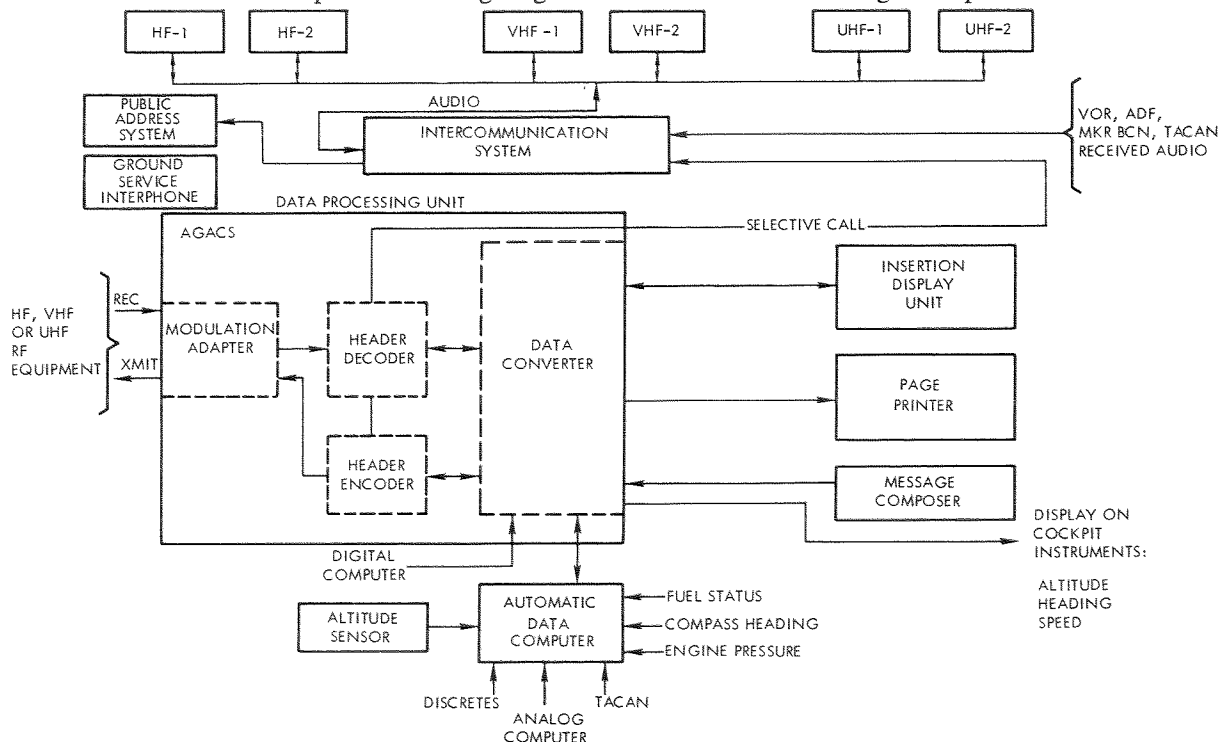 HF-1
HF-2
VHF-1
VHF-2
UHF-1
UHF-2
AUDIO
PUBLIC
ADDRESS
SYSTEM
INTERCOMMUNICATION
SYSTEM
VOR, ADF,
MKR BCN, TACAN
RECEIVED AUDIO
GROUND
SERVICE
INTERPHONE
DATA PROCESSING UNIT
AGACS
SELECTIVE CALL
INSERTION
DISPLAY
UNIT
HF, VHF
OR UHF
RF
EQUIPMENT
REC
XMIT
MODULATION
ADAPTER
HEADER
DECODER
DATA
CONVERTER
PAGE
PRINTER
HEADER
ENCODER
MESSAGE
COMPOSER
DISPLAY ON
COCKPIT
INSTRUMENTS:
ALTITUDE
HEADING
SPEED
DIGITAL
COMPUTER
ALTITUDE
SENSOR
AUTOMATIC
DATA
COMPUTER
FUEL STATUS
COMPASS HEADING
ENGINE PRESSURE
DISCRETES
ANALOG
COMPUTER
TACAN